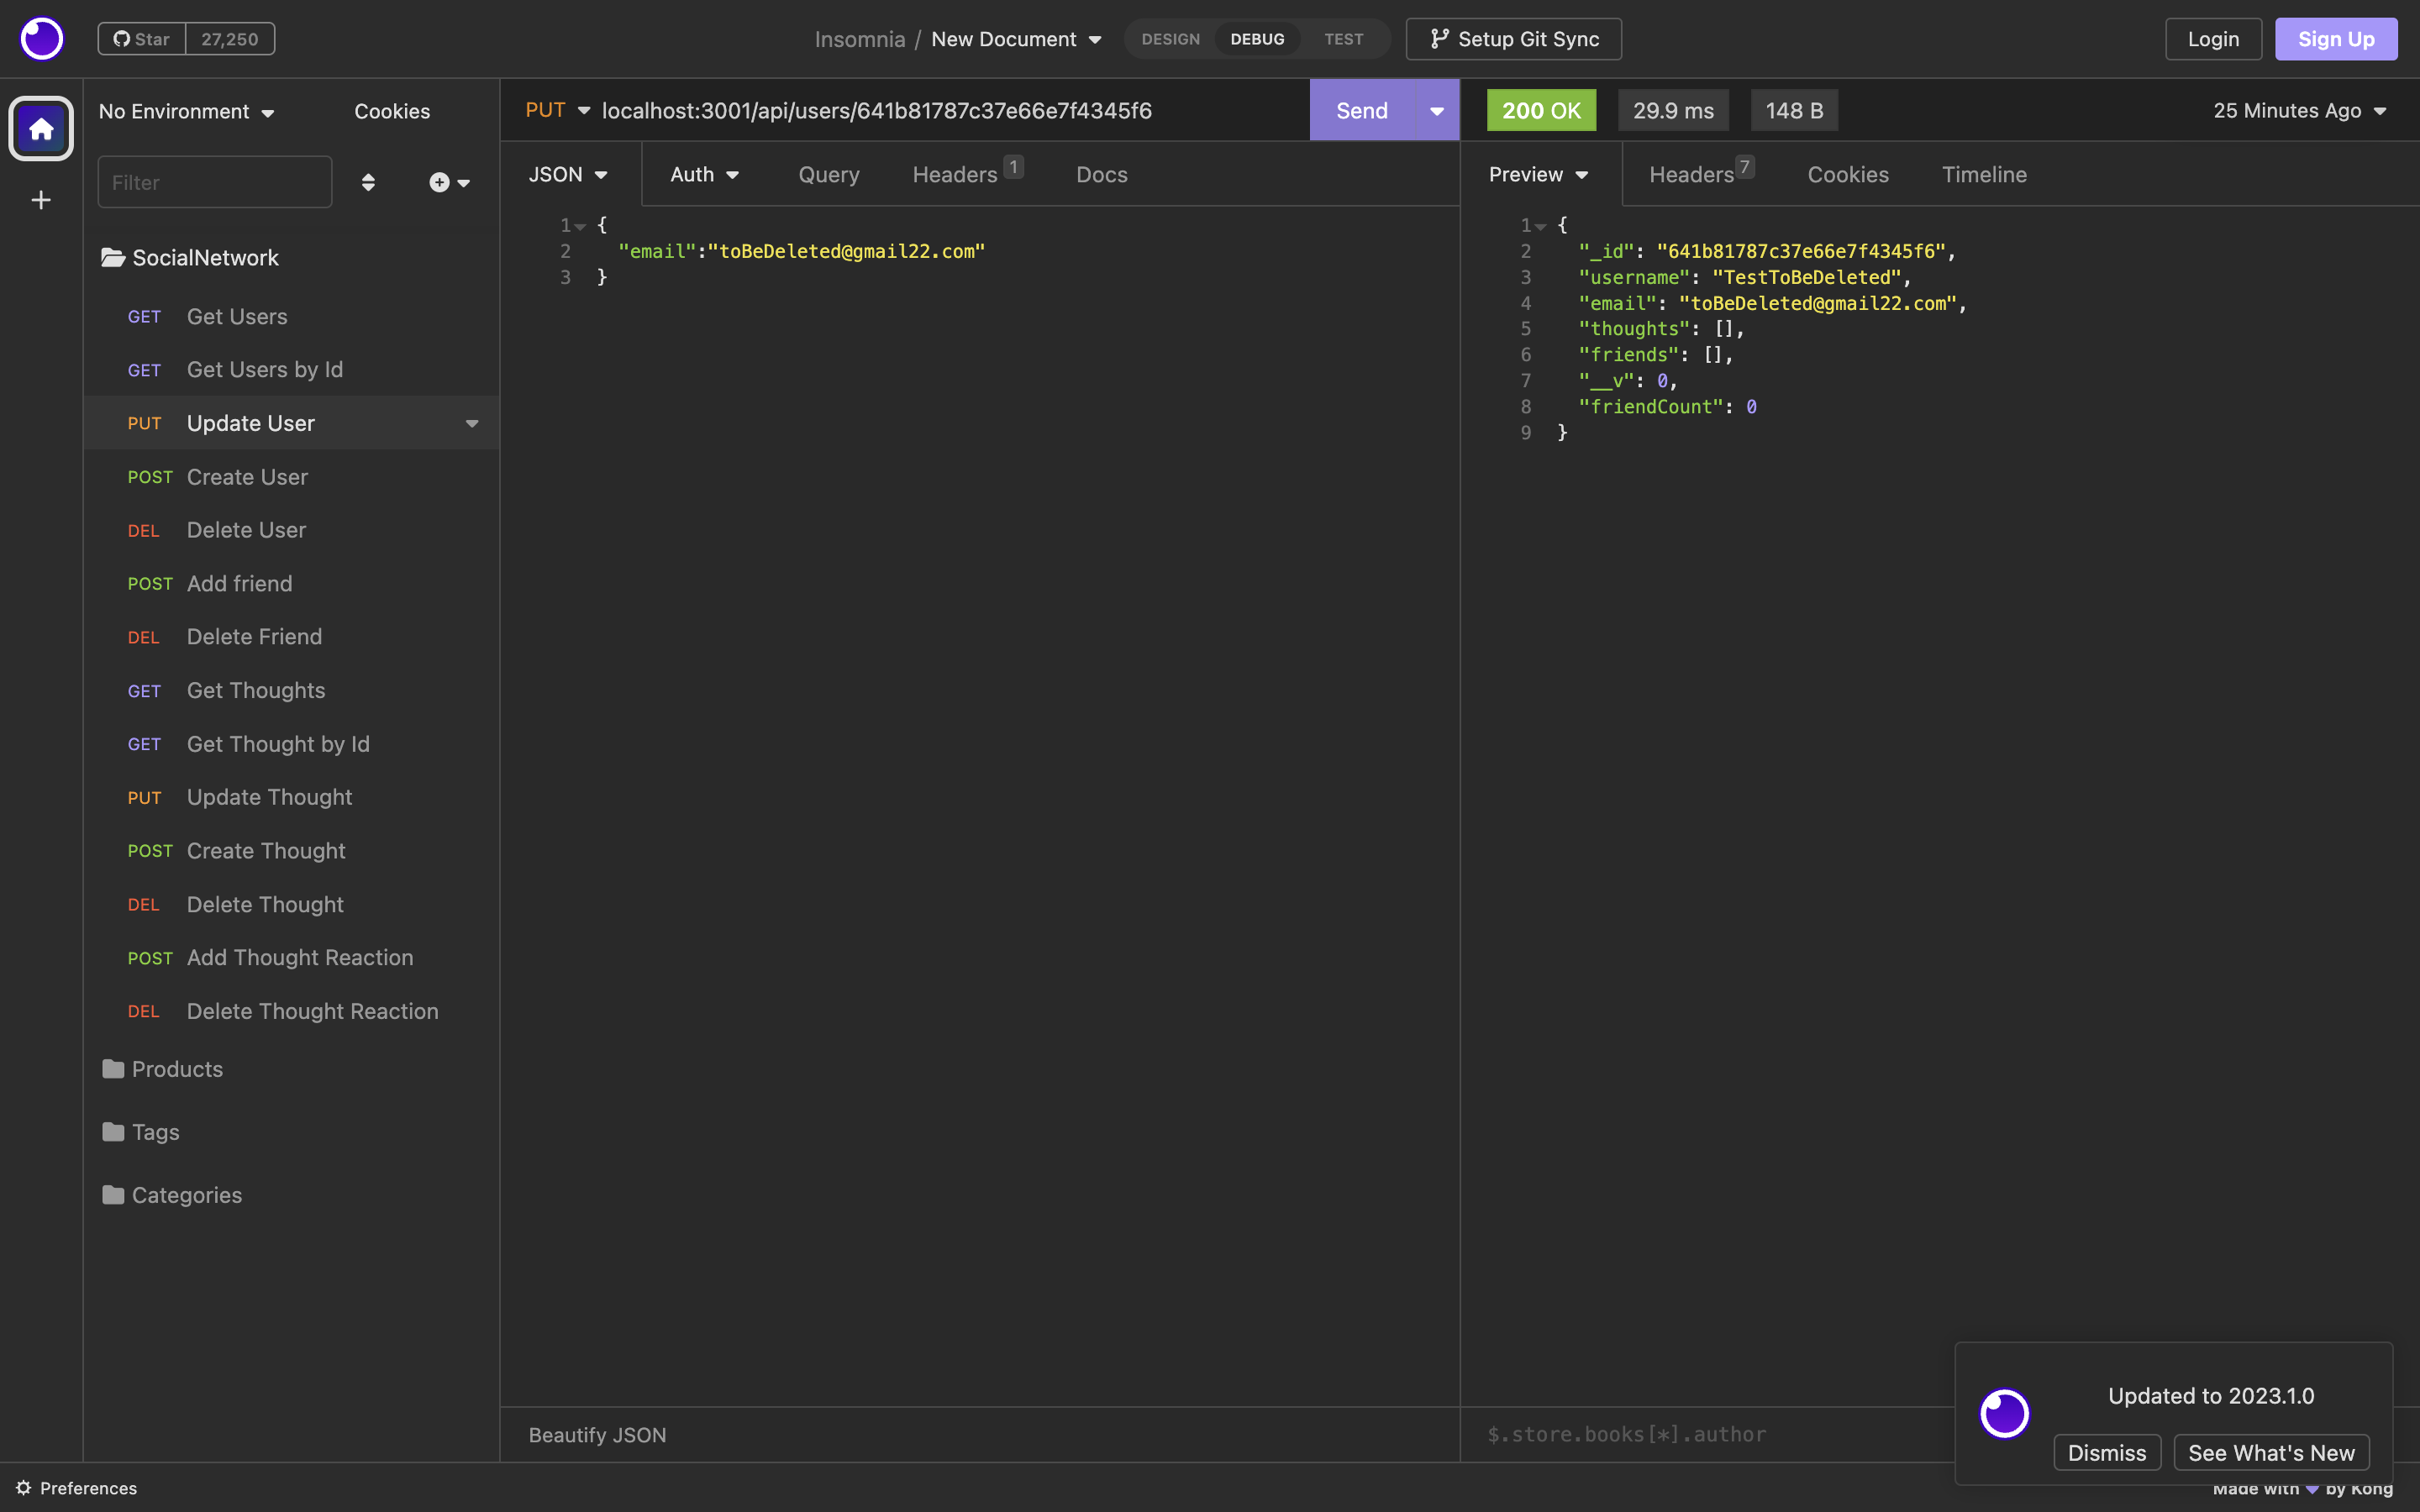 Star 27,250
Insomnia / New Document
DESIGN DEBUG TEST
Setup Git Sync
Login
Sign Up
No Environment
Cookies
Filter
SocialNetwork
GET Get Users
GET Get Users by Id
PUT Update User
POST Create User
DEL Delete User
POST Add friend
DEL Delete Friend
GET Get Thoughts
GET Get Thought by Id
PUT Update Thought
POST Create Thought
DEL Delete Thought
POST Add Thought Reaction
DEL Delete Thought Reaction
Products
Tags
Categories
Preferences
PUT localhost:3001/api/users/641b81787c37e66e7f4345f6
Send
JSON Auth Query Headers 1 Docs
1 {
2 "email":"toBeDeleted@gmail22.com"
3 }
Beautify JSON
200 OK 29.9 ms 148 B 25 Minutes Ago
Preview Headers 7 Cookies Timeline
1 {
2 "_id": "641b81787c37e66e7f4345f6",
3 "username": "TestToBeDeleted",
4 "email": "toBeDeleted@gmail22.com",
5 "thoughts": [],
6 "friends": [],
7 "__v": 0,
8 "friendCount": 0
9 }
$.store.books[*].author
Updated to 2023.1.0
Dismiss
See What's New
Made with by Kong